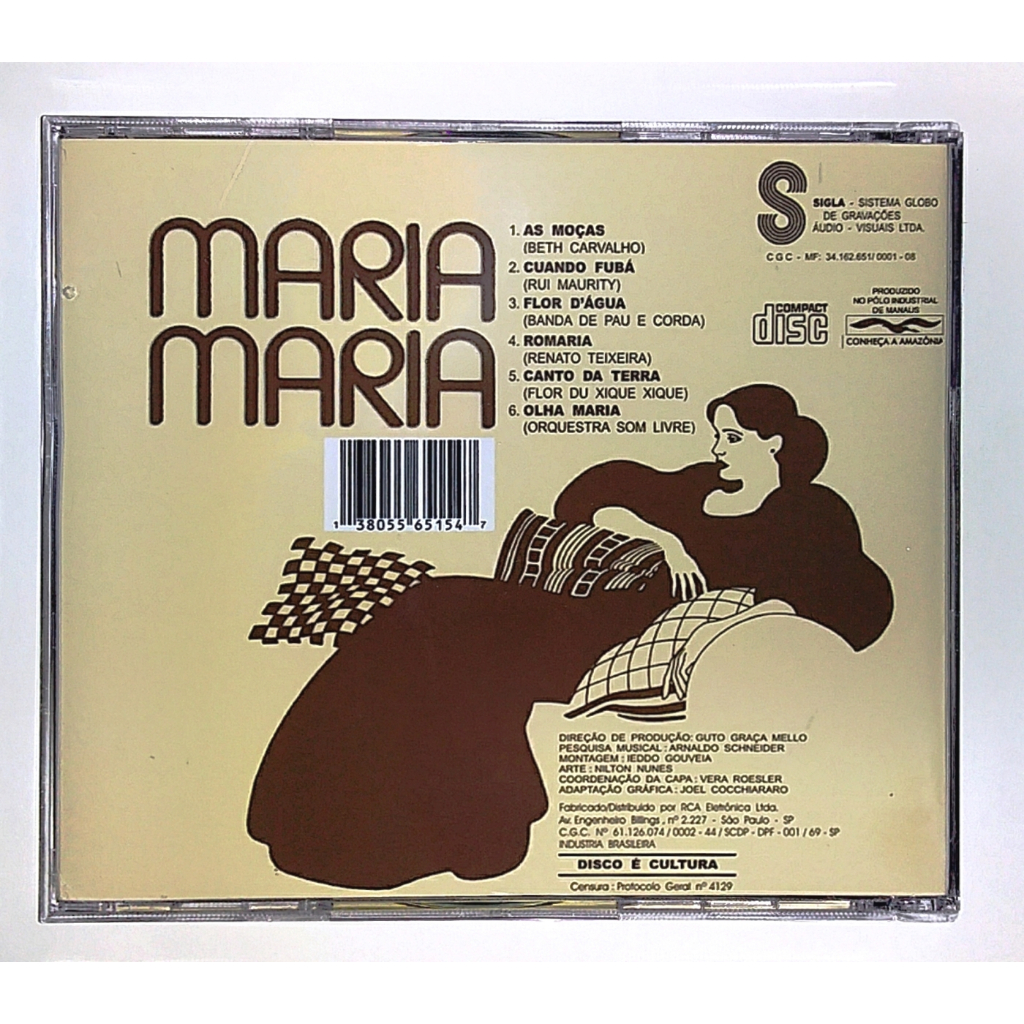 MARIA
MARIA
1. AS MOÇAS
(BETH CARVALHO)
2. CUANDO FUBÁ
(RUI MAURITY)
3. FLOR D'ÁGUA
(BANDA DE PAU E CORDA)
4. ROMARIA
(RENATO TEIXEIRA)
5. CANTO DA TERRA
(FLOR DU XIQUE XIQUE)
6. OLHA MARIA
(ORQUESTRA SOM LIVRE)
S
SIGLA - SISTEMA GLOBO
DE GRAVAÇÕES
ÁUDIO - VISUAIS LTDA.
C G C - MF: 34.162.651/0001 - 08
COMPACT
disc
PRODUZIDO
NO PÓLO INDUSTRIAL
DE MANAUS
CONHEÇA A AMAZÔNIA
1 38055 65154 7
DIREÇÃO DE PRODUÇÃO: GUTO GRAÇA MELLO
PESQUISA MUSICAL: ARNALDO SCHNEIDER
MONTAGEM: IEDDO GOUVEIA
ARTE: NILTON NUNES
COORDENAÇÃO DA CAPA: VERA ROESLER
ADAPTAÇÃO GRÁFICA: JOEL COCCHIARARO
Fabricado/Distribuido por RCA Eletrônica Ltda.
Av. Engenheiro Billings, nº 2.227 - São Paulo - SP
C.G.C. Nº 61.126.074/0002 - 44/SCDP - DPF - 001/69 - SP
INDUSTRIA BRASILEIRA
DISCO É CULTURA
Censura: Protocolo Geral nº 4129